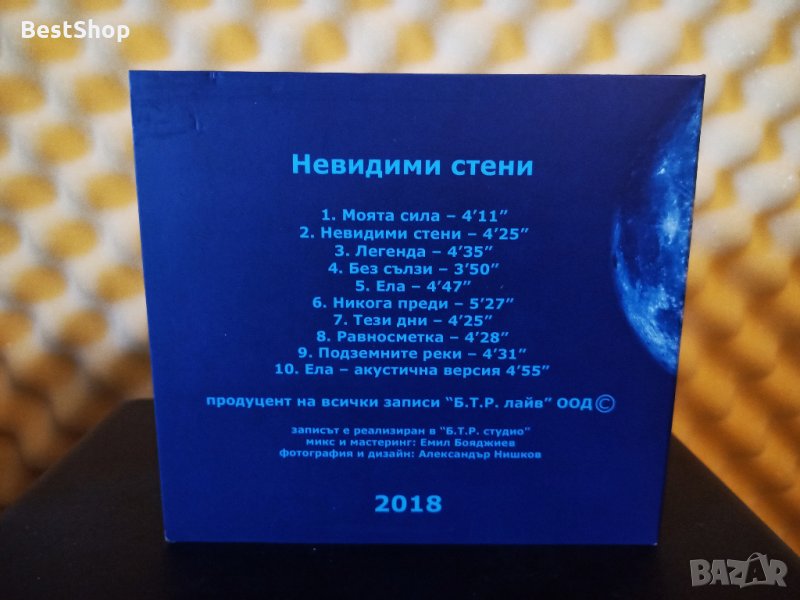 BestShop
Невидими стени
1. Моята сила – 4’11”
2. Невидими стени – 4’25”
3. Легенда – 4’35”
4. Без сълзи – 3’50”
5. Ела – 4’47”
6. Никога преди – 5’27”
7. Тези дни – 4’25”
8. Равносметка – 4’28”
9. Подземните реки – 4’31”
10. Ела – акустична версия 4’55”
продуцент на всички записи “Б.Т.Р. лайв” ООД©
записът е реализиран в “Б.Т.Р. студио”
микс и мастеринг: Емил Бояджиев
фотография и дизайн: Александър Нишков
2018
BAZAR